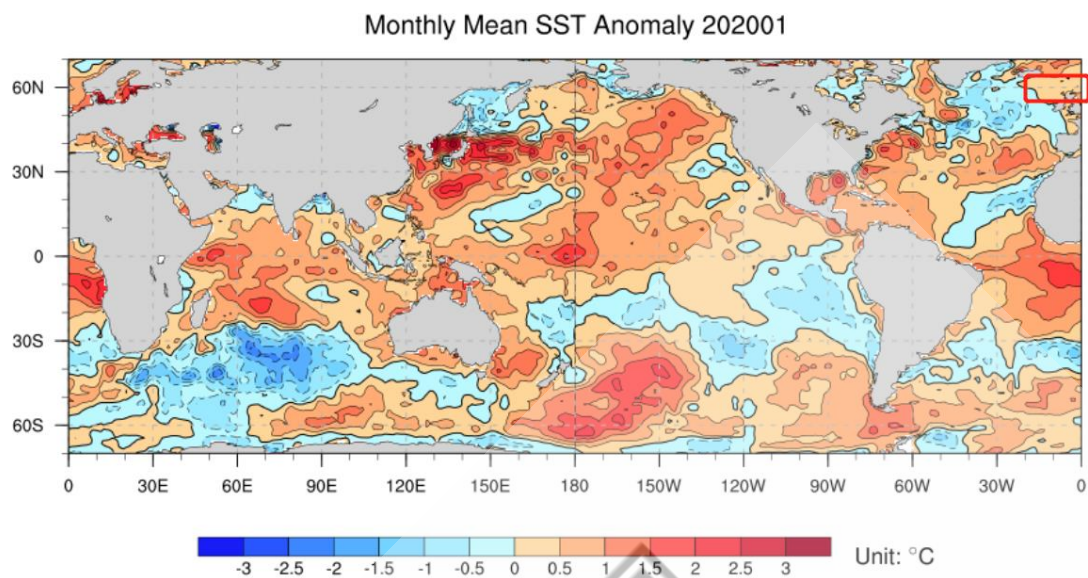 Monthly Mean SST Anomaly 202001
60N
30N
0
30S
60S
0 30E 60E 90E 120E 150E 180 150W 120W 90W 60W 30W 0
-3 -2.5 -2 -1.5 -1 -0.5 0 0.5 1 1.5 2 2.5 3
Unit: °C